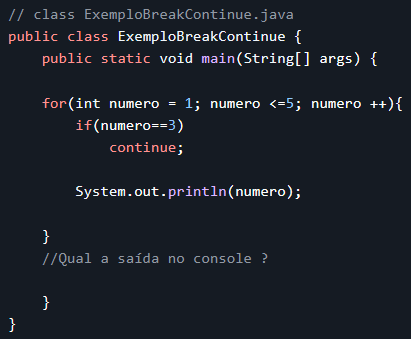 // class ExemploBreakContinue.java
public class ExemploBreakContinue {
    public static void main(String[] args) {

    for(int numero = 1; numero <=5; numero ++){
        if(numero==3)
            continue;

        System.out.println(numero);

    }
    //Qual a saída no console ?

    }
}